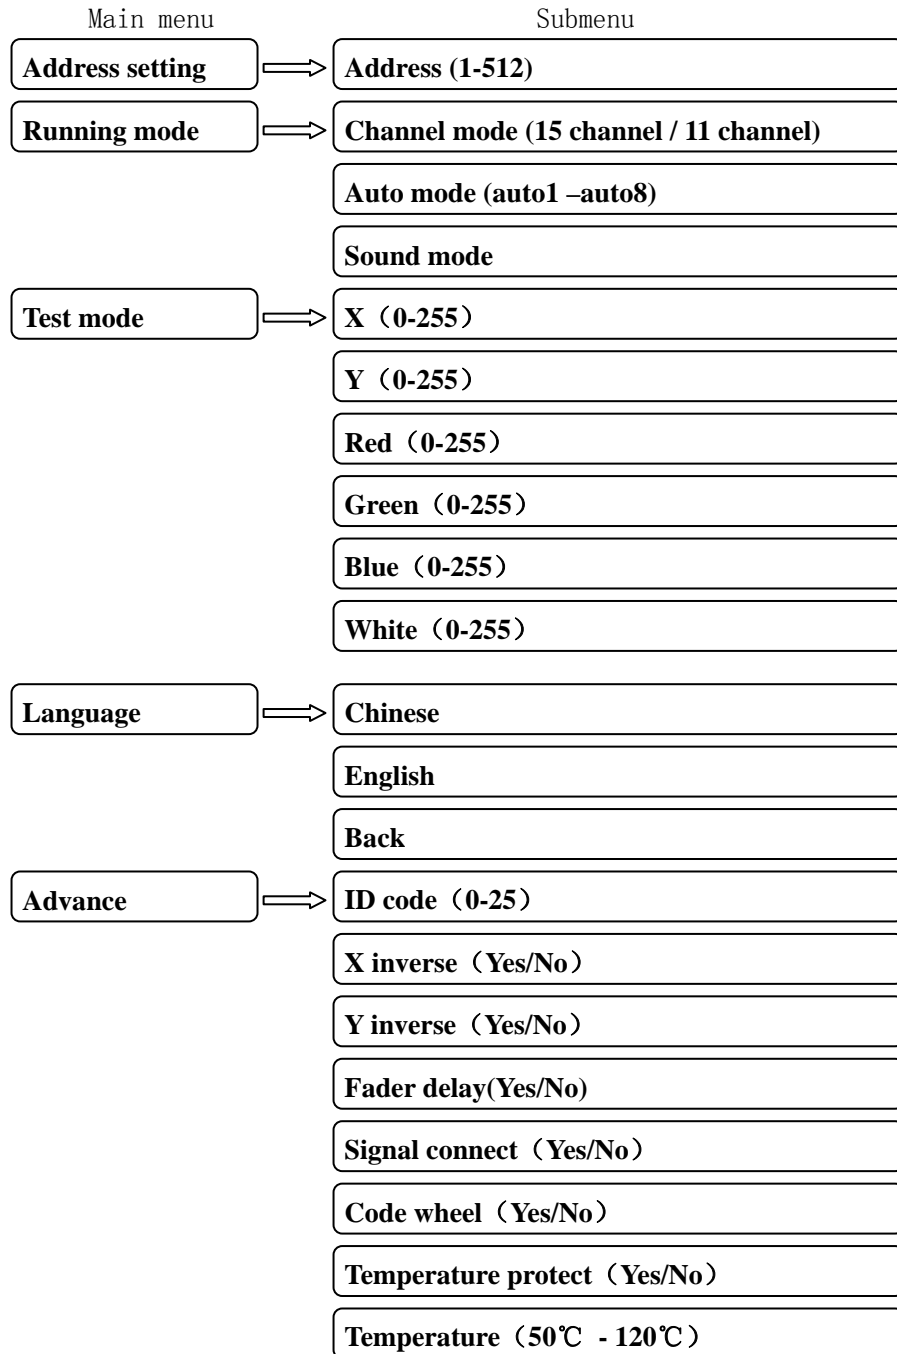 Main menu Submenu
Address setting Address (1-512)
Running mode Channel mode (15 channel / 11 channel)
Auto mode (auto1 –auto8)
Sound mode
Test mode X（0-255）
Y（0-255）
Red（0-255）
Green（0-255）
Blue（0-255）
White（0-255）
Language Chinese
English
Back
Advance ID code（0-25）
X inverse（Yes/No）
Y inverse（Yes/No）
Fader delay(Yes/No)
Signal connect（Yes/No）
Code wheel（Yes/No）
Temperature protect（Yes/No）
Temperature（50℃ - 120℃）